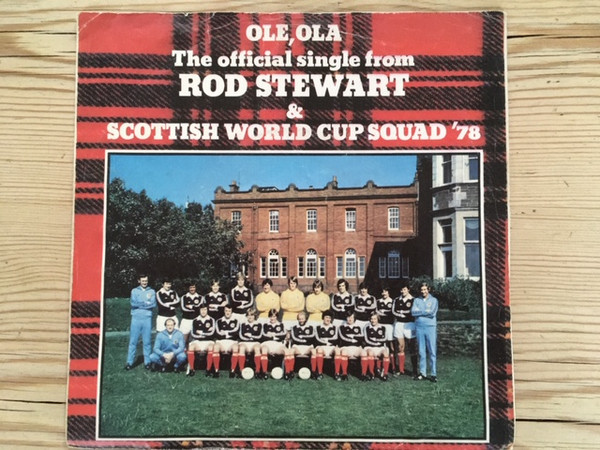 OLE, OLA
The official single from
ROD STEWART
&
SCOTTISH WORLD CUP SQUAD '78